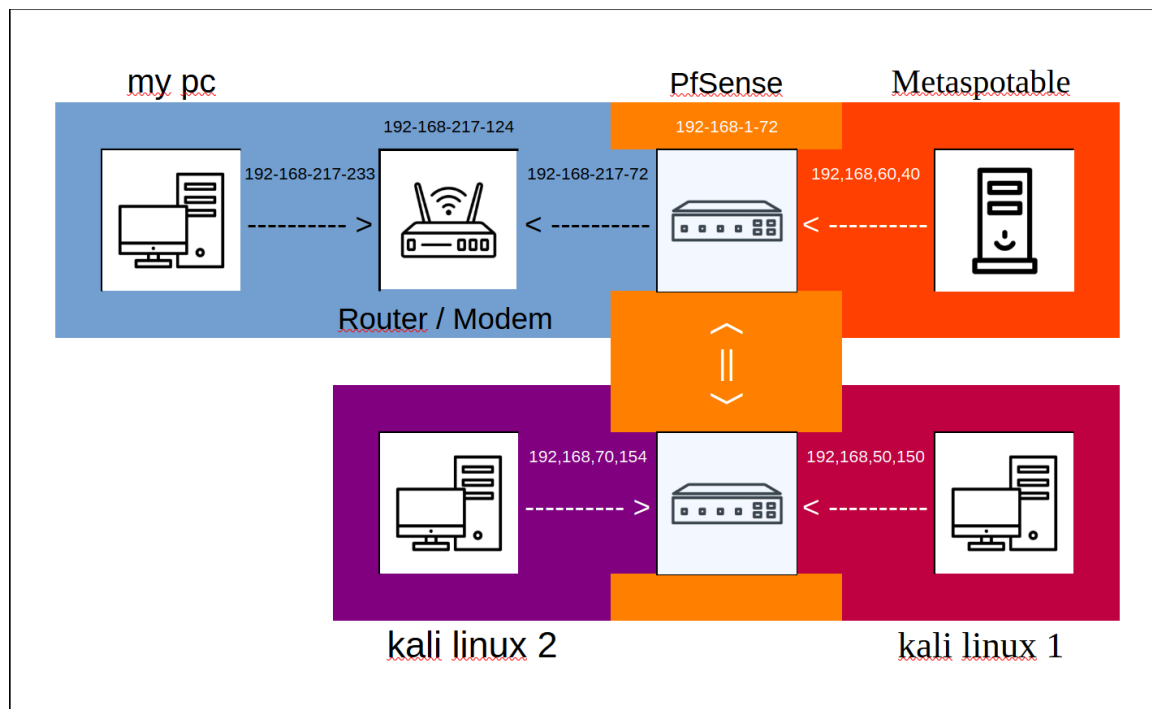 my pc
PfSense
Metaspotable
192-168-217-124
192-168-1-72
192-168-217-233
192-168-217-72
192,168,60,40
Router / Modem
192,168,70,154
192,168,50,150
kali linux 2
kali linux 1